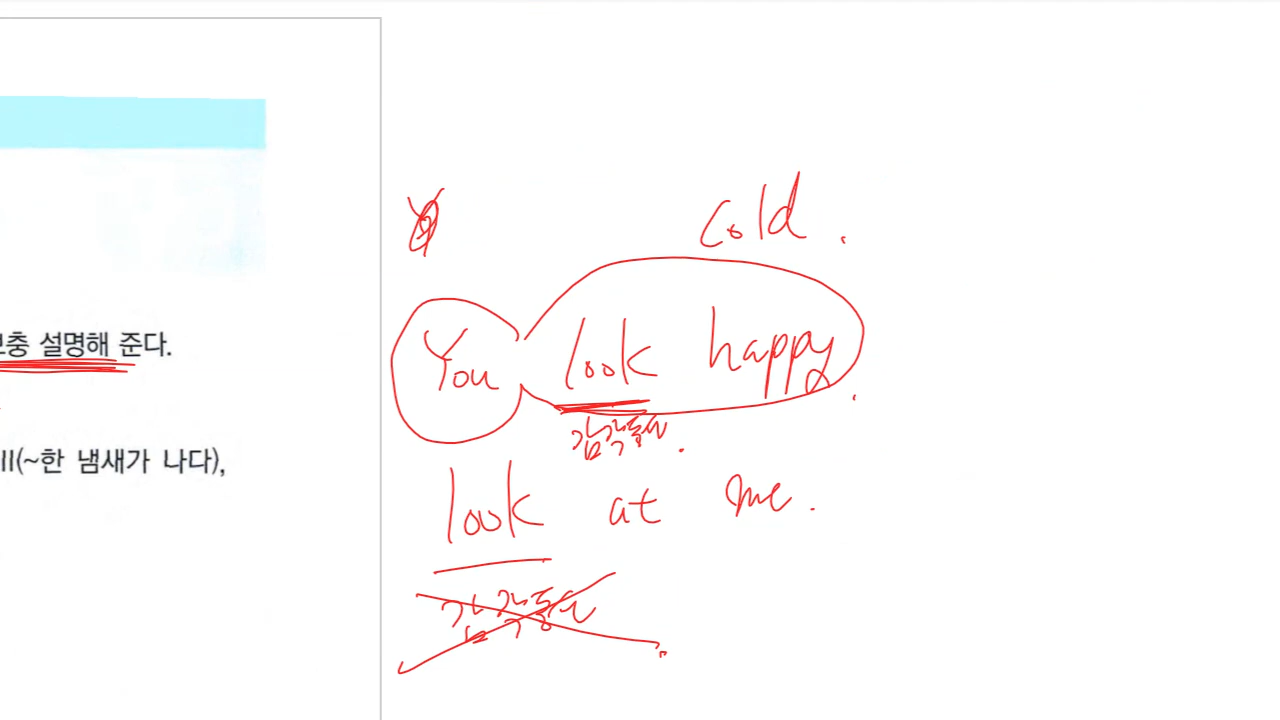 cold.
보충 설명해 준다.
You look happy.
감각동사.
ll(~한 냄새가 나다),
look at me.
감각동사